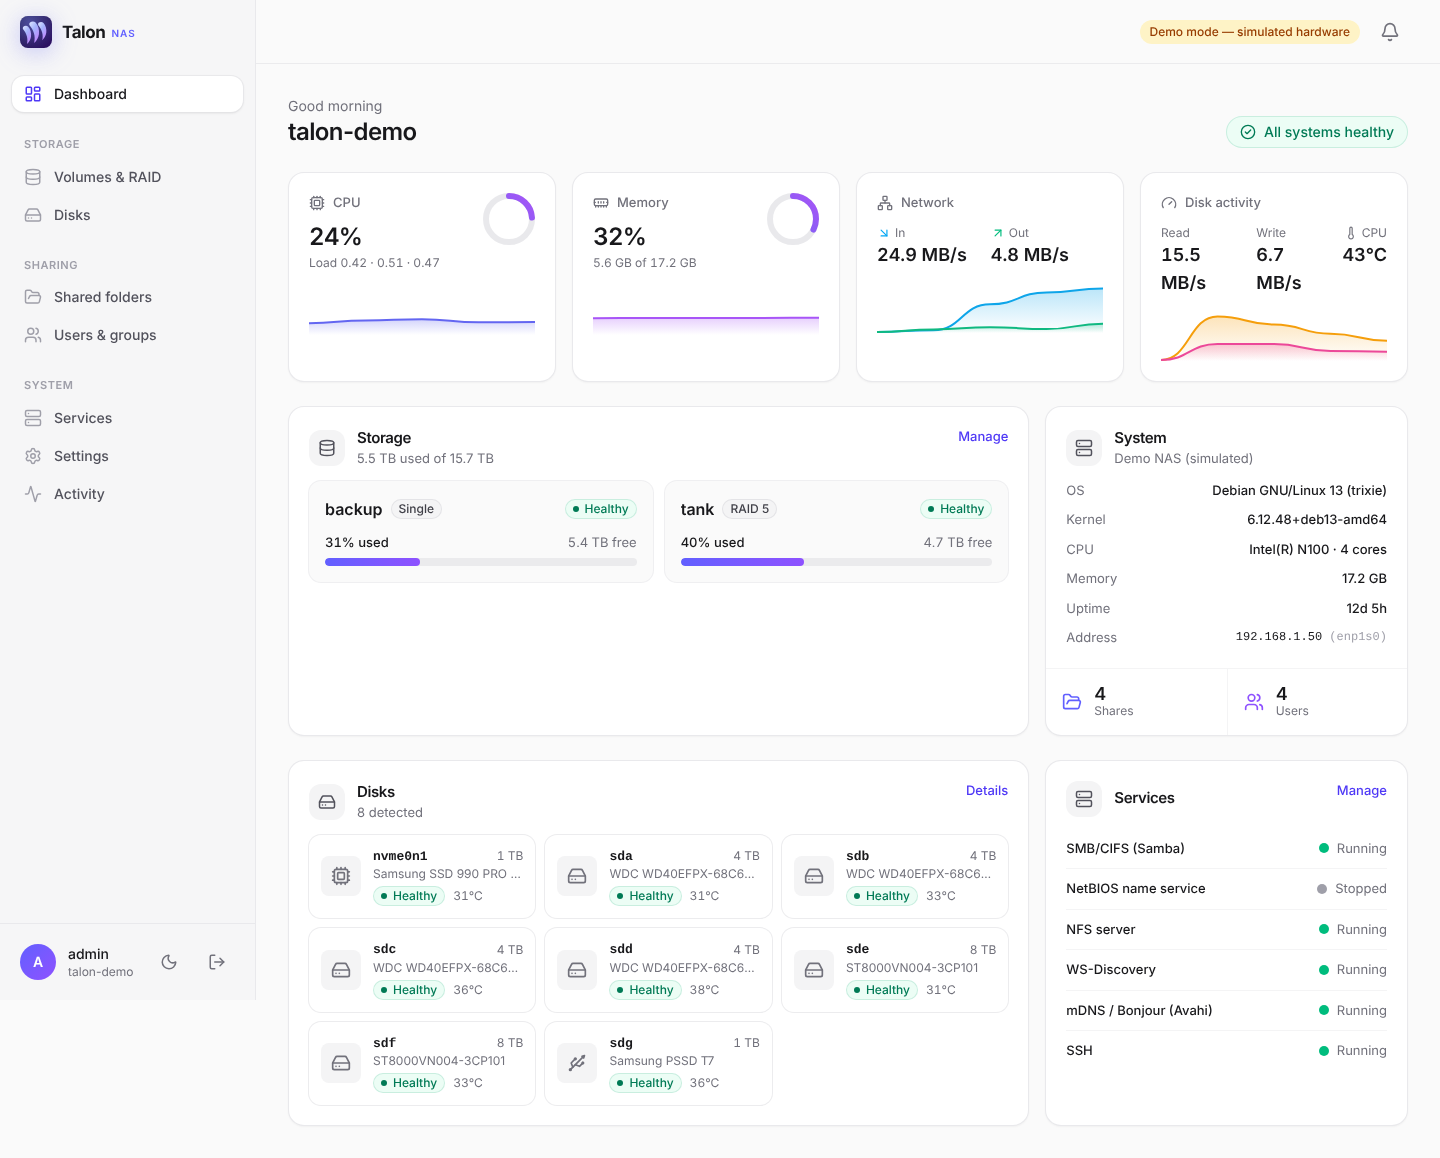 Talon NAS
Dashboard
STORAGE
Volumes & RAID
Disks
SHARING
Shared folders
Users & groups
SYSTEM
Services
Settings
Activity
A
admin
talon-demo
Demo mode — simulated hardware
Good morning
talon-demo
All systems healthy
CPU
24%
Load 0.42 · 0.51 · 0.47
Memory
32%
5.6 GB of 17.2 GB
Network
In
24.9 MB/s
Out
4.8 MB/s
Disk activity
Read
15.5
MB/s
Write
6.7
MB/s
CPU
43°C
Storage
5.5 TB used of 15.7 TB
Manage
backup Single Healthy
31% used 5.4 TB free
tank RAID 5 Healthy
40% used 4.7 TB free
System
Demo NAS (simulated)
OS Debian GNU/Linux 13 (trixie)
Kernel 6.12.48+deb13-amd64
CPU Intel(R) N100 · 4 cores
Memory 17.2 GB
Uptime 12d 5h
Address 192.168.1.50 (enp1s0)
4
Shares
4
Users
Disks
8 detected
Details
nvme0n1 1 TB
Samsung SSD 990 PRO ...
Healthy 31°C
sda 4 TB
WDC WD40EFPX-68C6...
Healthy 31°C
sdb 4 TB
WDC WD40EFPX-68C6...
Healthy 33°C
sdc 4 TB
WDC WD40EFPX-68C6...
Healthy 36°C
sdd 4 TB
WDC WD40EFPX-68C6...
Healthy 38°C
sde 8 TB
ST8000VN004-3CP101
Healthy 31°C
sdf 8 TB
ST8000VN004-3CP101
Healthy 33°C
sdg 1 TB
Samsung PSSD T7
Healthy 36°C
Services
Manage
SMB/CIFS (Samba) Running
NetBIOS name service Stopped
NFS server Running
WS-Discovery Running
mDNS / Bonjour (Avahi) Running
SSH Running